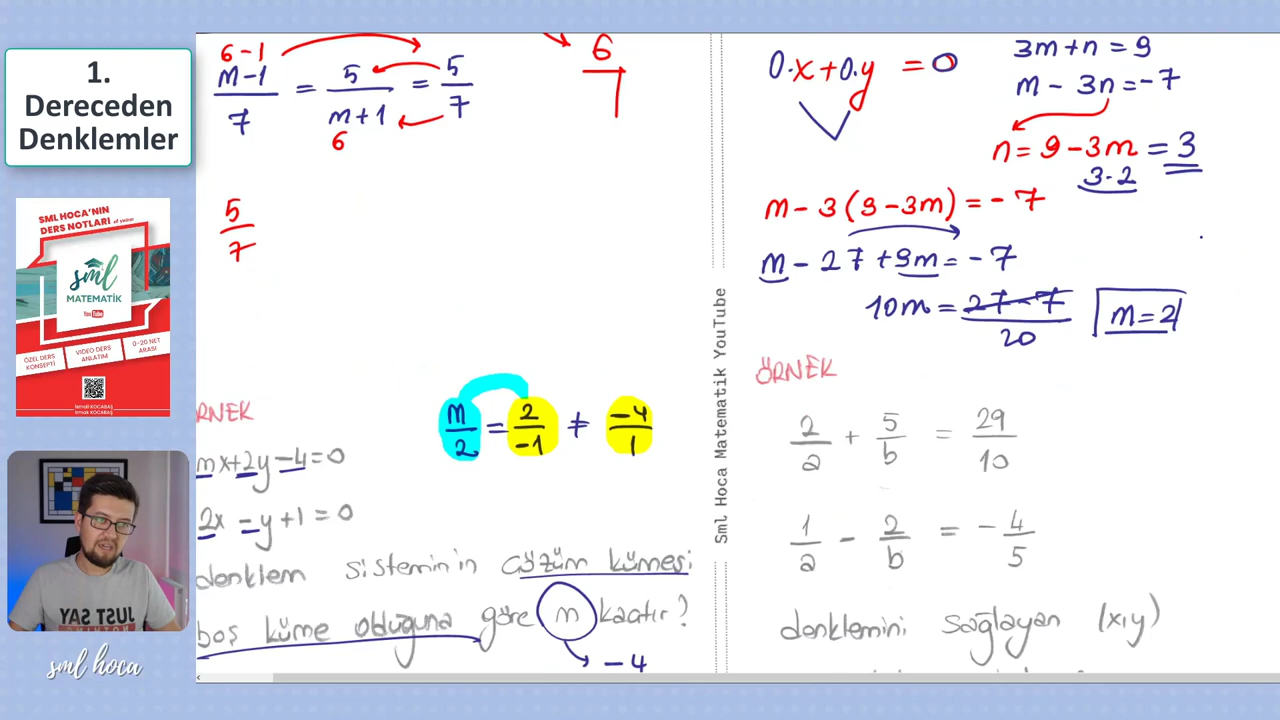 1.
Dereceden
Denklemler
SML HOCA'NIN
DERS NOTLARI
sml
MATEMATİK
YouTube
ÖZEL DERS
KONSEPTİ
VIDEO DERS
ANLATIM
0-20 NET
ARASI
İsmail KOCABAŞ
JUST SAY
sml hoca
6-1
m-1/7 = 5/m+1 = 5/7
6
6/7
5/7
RNEK
m/2 = 2/-1 ≠ -4/1
mx+2y-4=0
2x -y+1=0
denklem sisteminin çözüm kümesi
boş küme olduğuna göre m kaçtır?
-4
Sml Hoca Matematik YouTube
0.x+0.y = 0
3m+n=9
m - 3n=-7
n= 9-3m = 3
3.2
m-3(9-3m)=-7
m-27+9m=-7
10m=27-7
20
m=2
ÖRNEK
2/a + 5/b = 29/10
1/a - 2/b = -4/5
denklemini sağlayan (x,y)